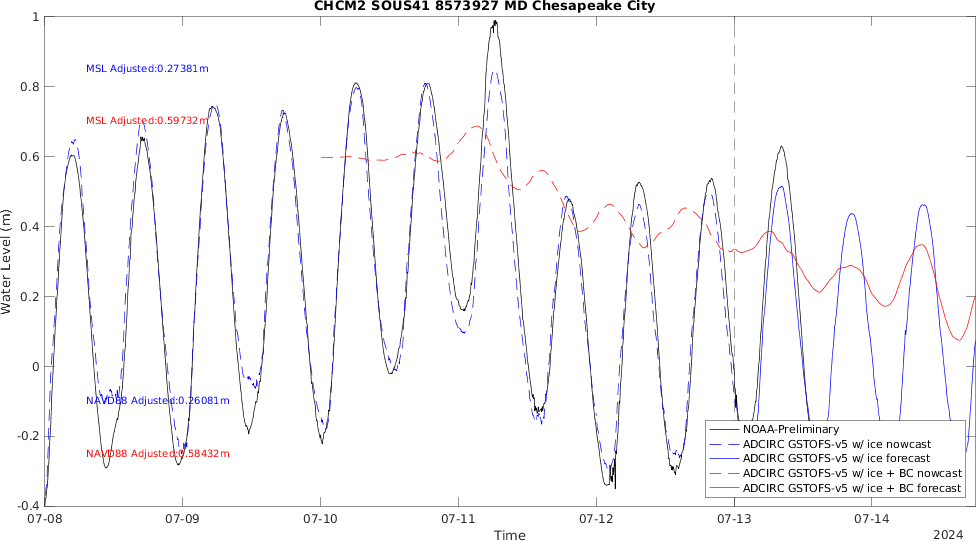 CHCM2 SOUS41 8573927 MD Chesapeake City
1
0.8
0.6
0.4
0.2
0
-0.2
-0.4
Water Level (m)
MSL Adjusted:0.27381m
MSL Adjusted:0.59732m
NAVD88 Adjusted:0.26081m
NAVD88 Adjusted:0.58432m
NOAA-Preliminary
ADCIRC GSTOFS-v5 w/ ice nowcast
ADCIRC GSTOFS-v5 w/ ice forecast
ADCIRC GSTOFS-v5 w/ ice + BC nowcast
ADCIRC GSTOFS-v5 w/ ice + BC forecast
07-08 07-09 07-10 07-11 07-12 07-13 07-14
Time
2024